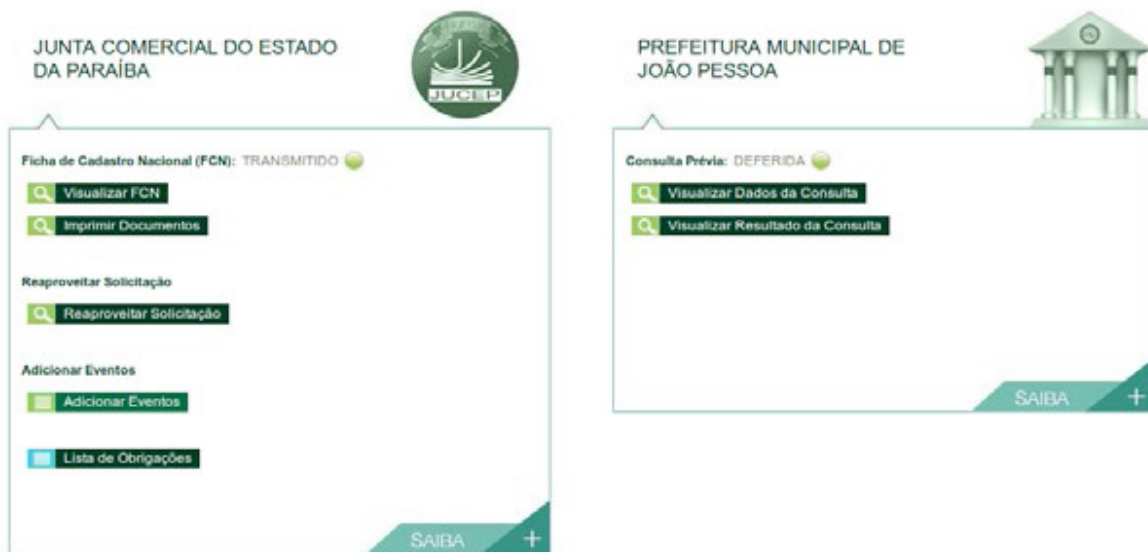 JUNTA COMERCIAL DO ESTADO
DA PARAÍBA
JUCEP
Ficha de Cadastro Nacional (FCN): TRANSMITIDO
Visualizar FCN
Imprimir Documentos
Reaproveitar Solicitação
Reaproveitar Solicitação
Adicionar Eventos
Adicionar Eventos
Lista de Obrigações
SAIBA +
PREFEITURA MUNICIPAL DE
JOÃO PESSOA
Consulta Prévia: DEFERIDA
Visualizar Dados da Consulta
Visualizar Resultado da Consulta
SAIBA +